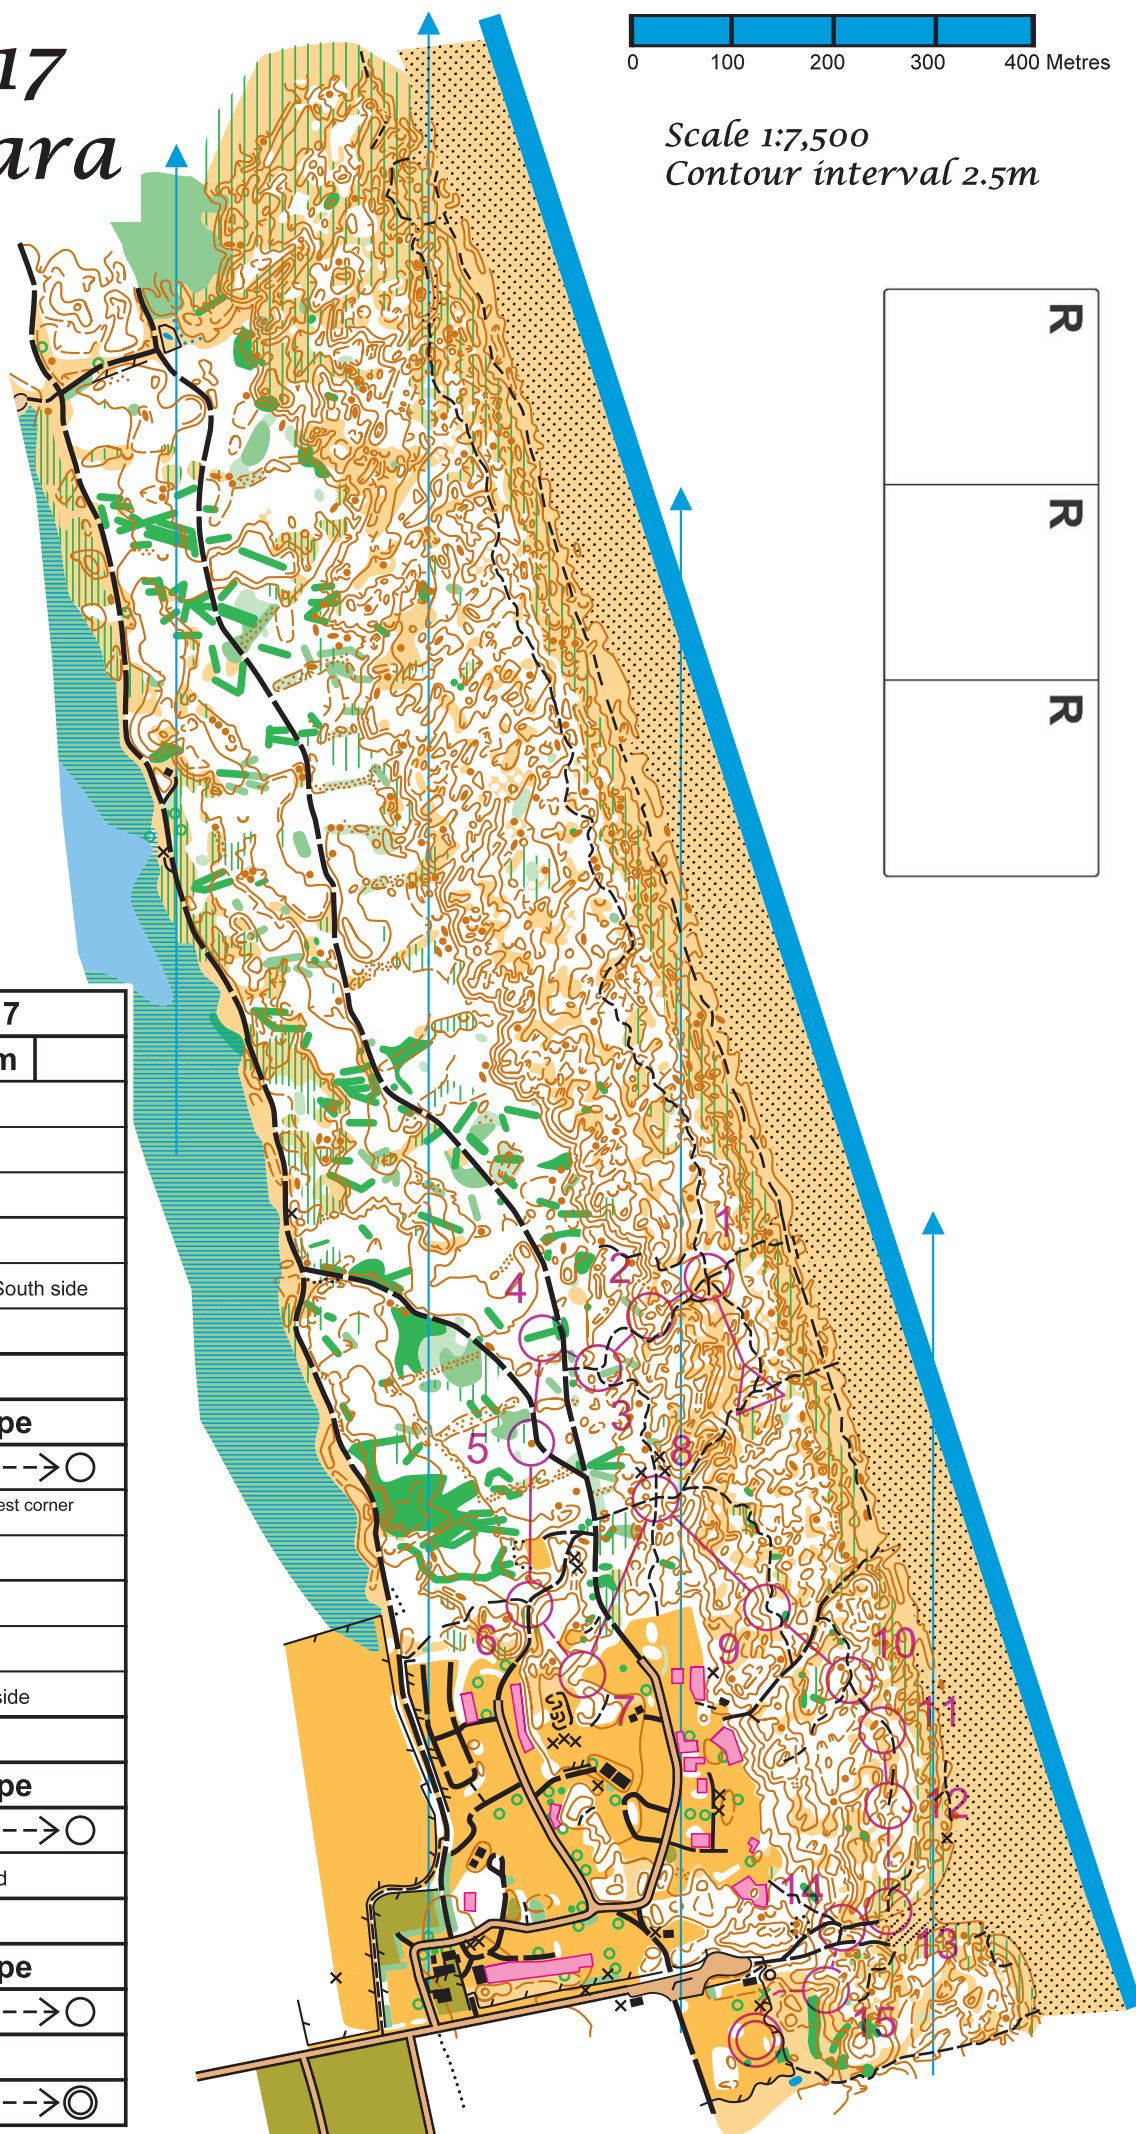 17
ara
0 100 200 300 400 Metres
Scale 1:7,500
Contour interval 2.5m
R
R
R
7
m
South side
pe
est corner
side
pe
d
pe
1
2
4
3
5
8
6
7
9
10
11
12
14
13
15